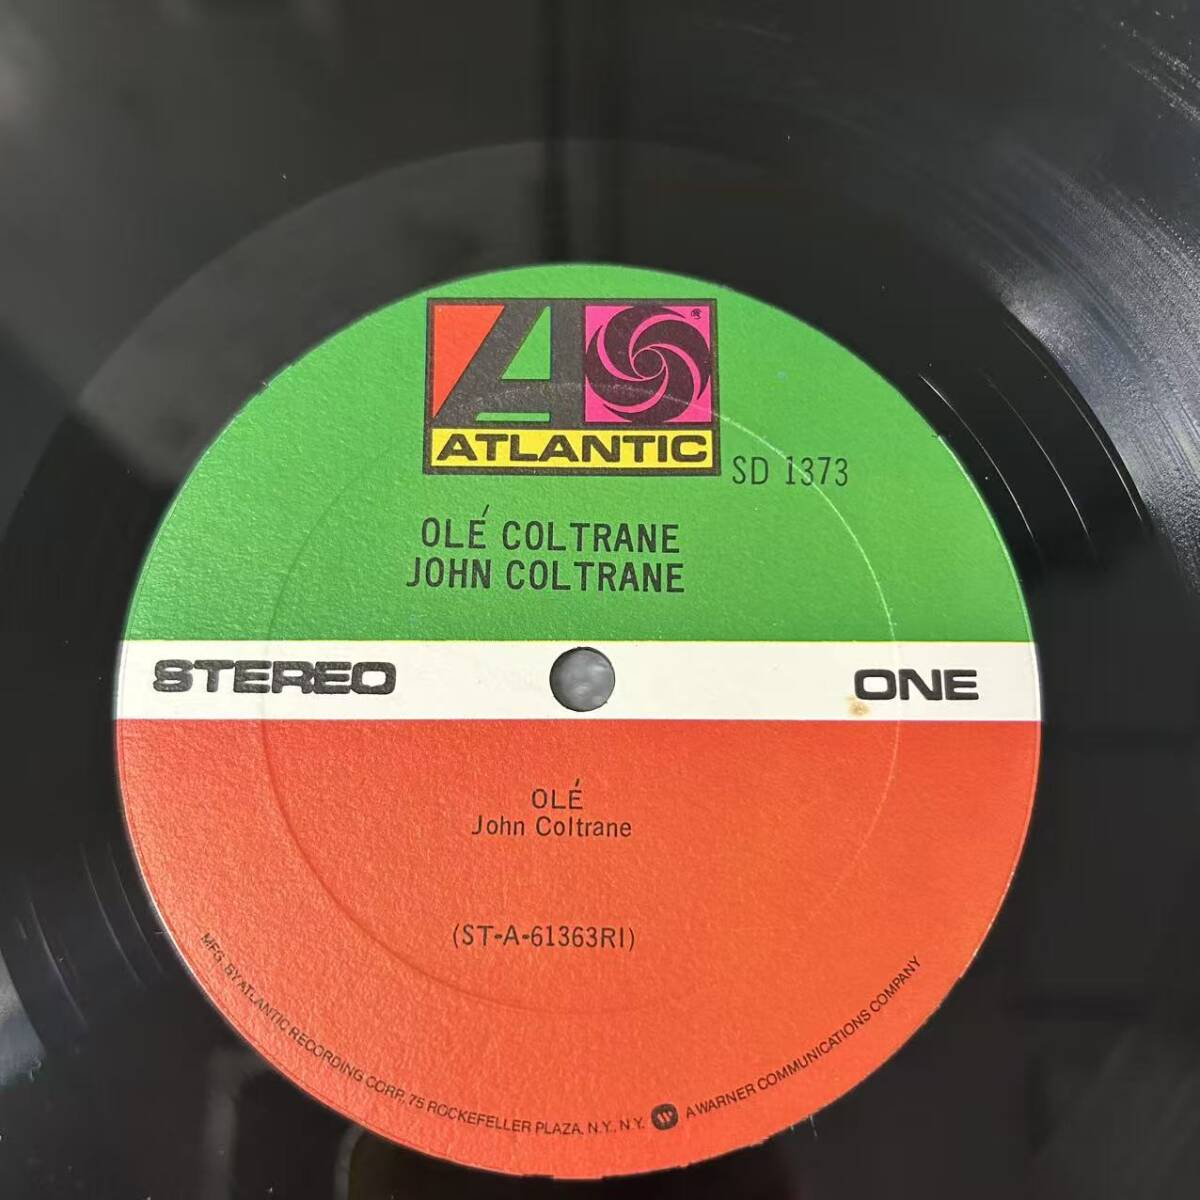 ATLANTIC
SD 1373
OLÉ COLTRANE
JOHN COLTRANE
STEREO
ONE
OLÉ
John Coltrane
(ST-A-61363RI)
MFG. BY ATLANTIC RECORDING CORP., 75 ROCKEFELLER PLAZA, N.Y., N.Y. A WARNER COMMUNICATIONS COMPANY